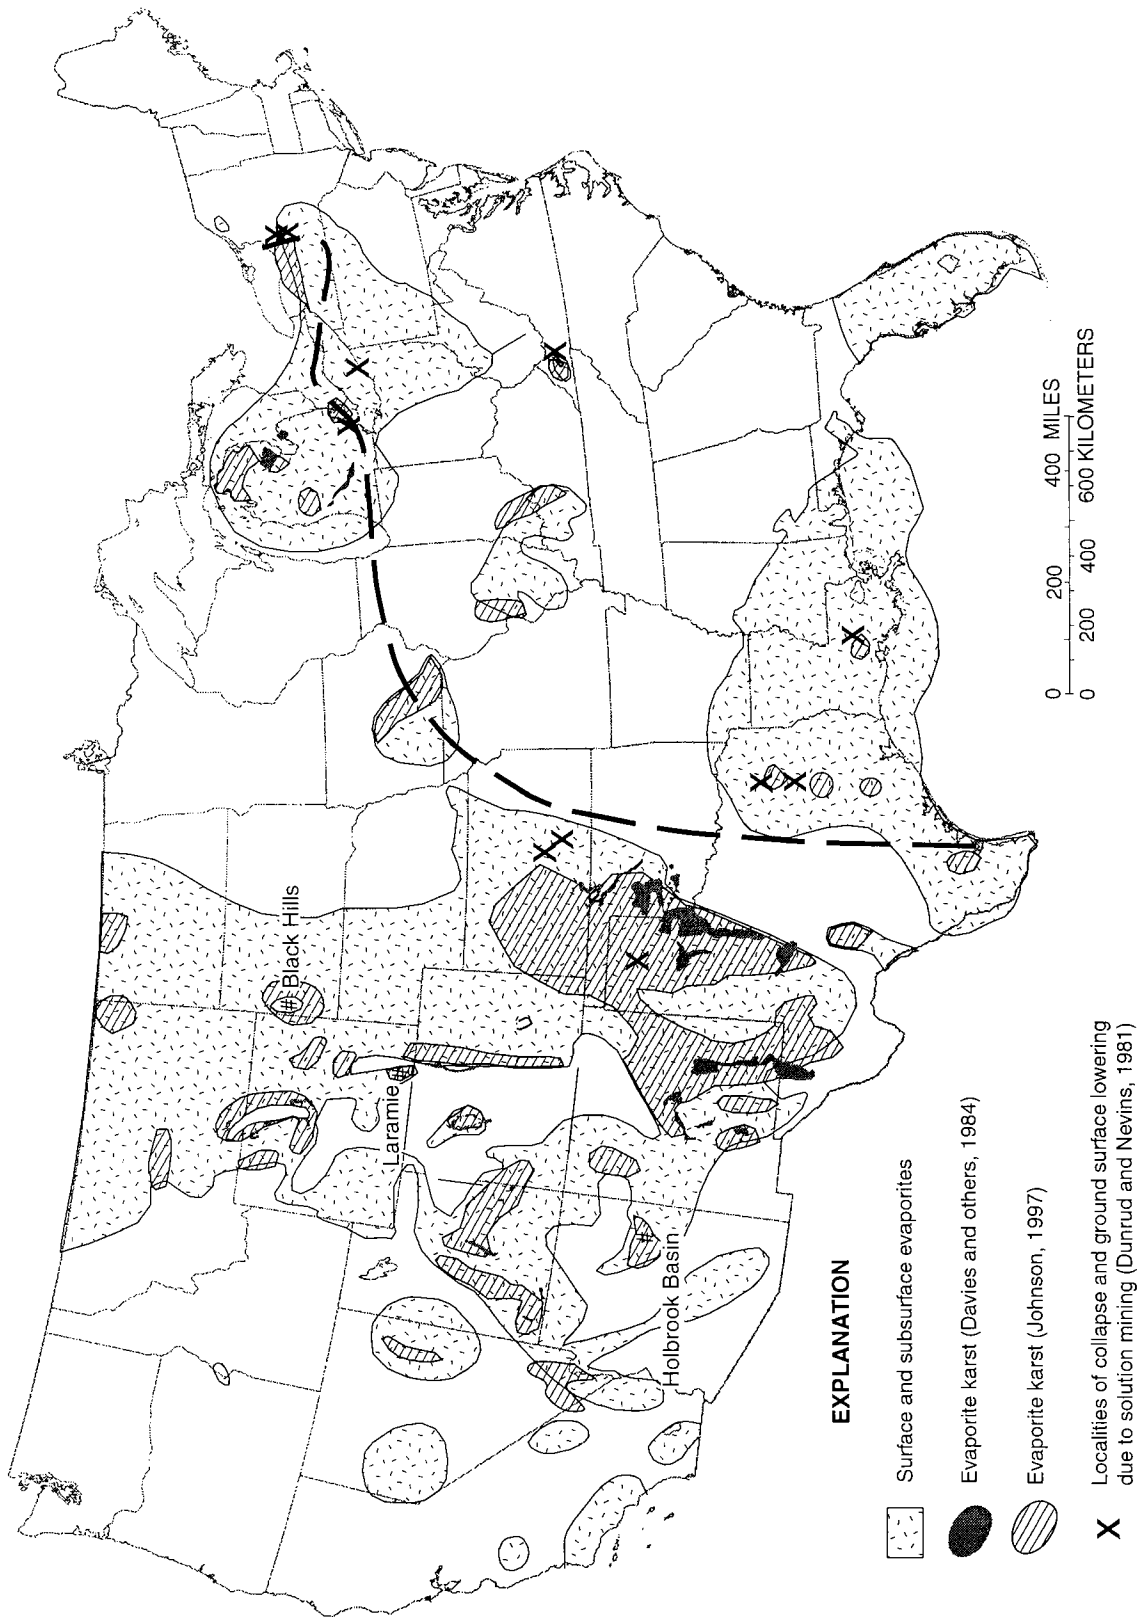 Black Hills
#
Laramie
#
Holbrook Basin
#
0 200 400 MILES
0 200 400 600 KILOMETERS
EXPLANATION
Surface and subsurface evaporites
Evaporite karst (Davies and others, 1984)
Evaporite karst (Johnson, 1997)
X Localities of collapse and ground surface lowering
due to solution mining (Dunrud and Nevins, 1981)